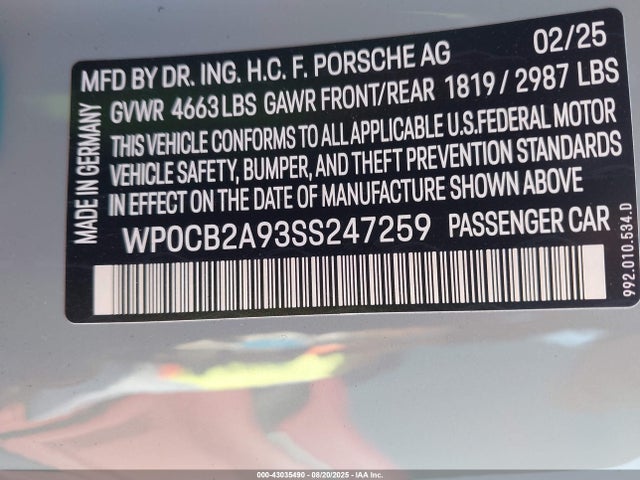 MFD BY DR. ING. H.C. F. PORSCHE AG 02/25
GVWR 4663 LBS GAWR FRONT/REAR 1819 / 2987 LBS
THIS VEHICLE CONFORMS TO ALL APPLICABLE U.S.FEDERAL MOTOR
VEHICLE SAFETY, BUMPER, AND THEFT PREVENTION STANDARDS
IN EFFECT ON THE DATE OF MANUFACTURE SHOWN ABOVE
WP0CB2A93SS247259 PASSENGER CAR
MADE IN GERMANY
992.010.534.D
000-43035490 - 08/20/2025 - IAA Inc.